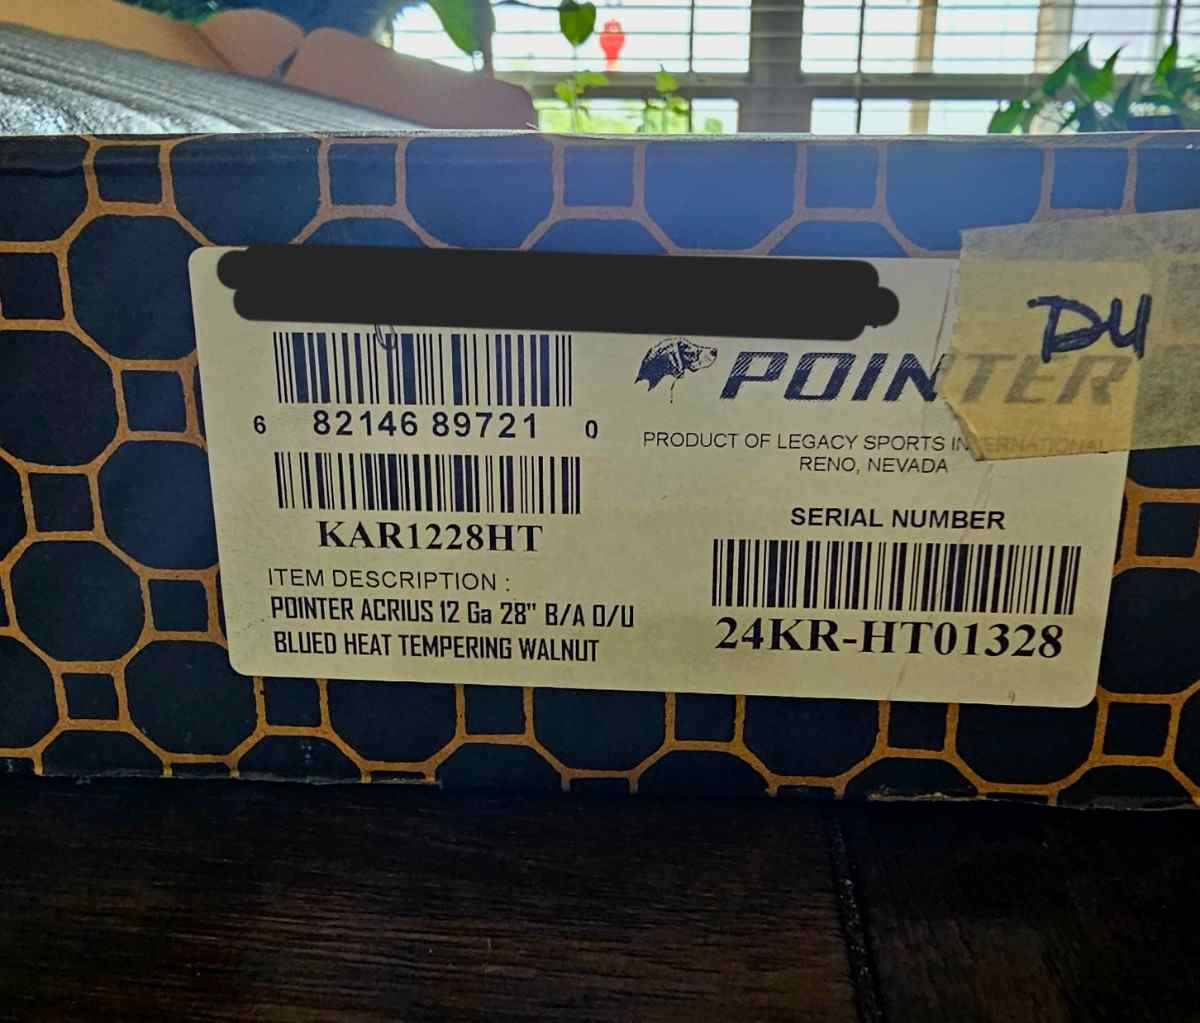 DU
6 82146 89721 0
POINTER
PRODUCT OF LEGACY SPORTS INTERNATIONAL
RENO, NEVADA
KAR1228HT
SERIAL NUMBER
ITEM DESCRIPTION :
POINTER ACRIUS 12 Ga 28" B/A O/U
BLUED HEAT TEMPERING WALNUT
24KR-HT01328